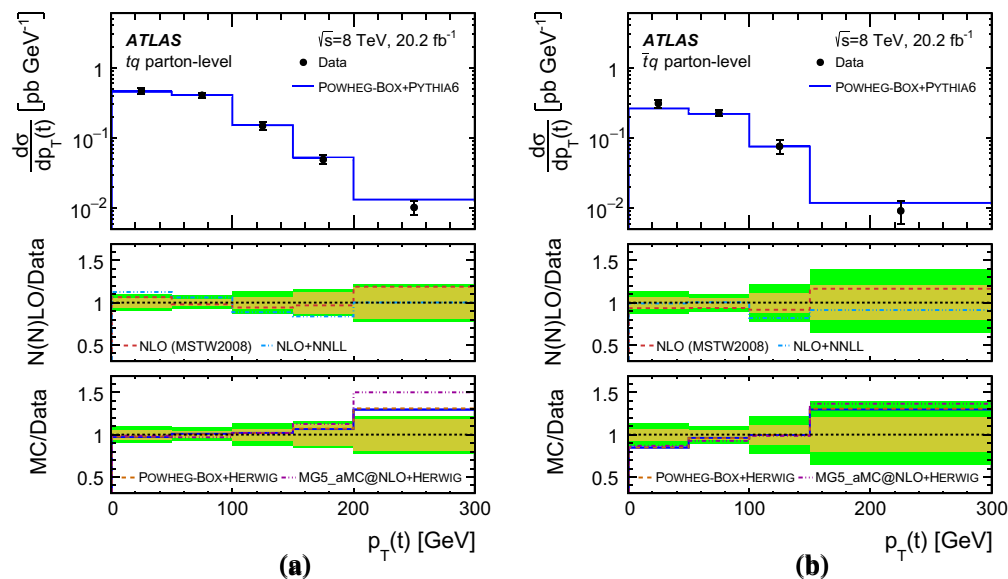 ATLAS
√s=8 TeV, 20.2 fb⁻¹
tq parton-level
Data
POWHEG-BOX+PYTHIA6
dσ/dp_T(t) [pb GeV⁻¹]
1
10⁻¹
10⁻²
N(N)LO/Data
1.5
1
0.5
NLO (MSTW2008)
NLO+NNLL
MC/Data
1.5
1
0.5
POWHEG-BOX+HERWIG
MG5_aMC@NLO+HERWIG
0 100 200 300
p_T(t) [GeV]
(a)
ATLAS
√s=8 TeV, 20.2 fb⁻¹
t̄q parton-level
Data
POWHEG-BOX+PYTHIA6
dσ/dp_T(t) [pb GeV⁻¹]
1
10⁻¹
10⁻²
N(N)LO/Data
1.5
1
0.5
NLO (MSTW2008)
NLO+NNLL
MC/Data
1.5
1
0.5
POWHEG-BOX+HERWIG
MG5_aMC@NLO+HERWIG
0 100 200 300
p_T(t) [GeV]
(b)